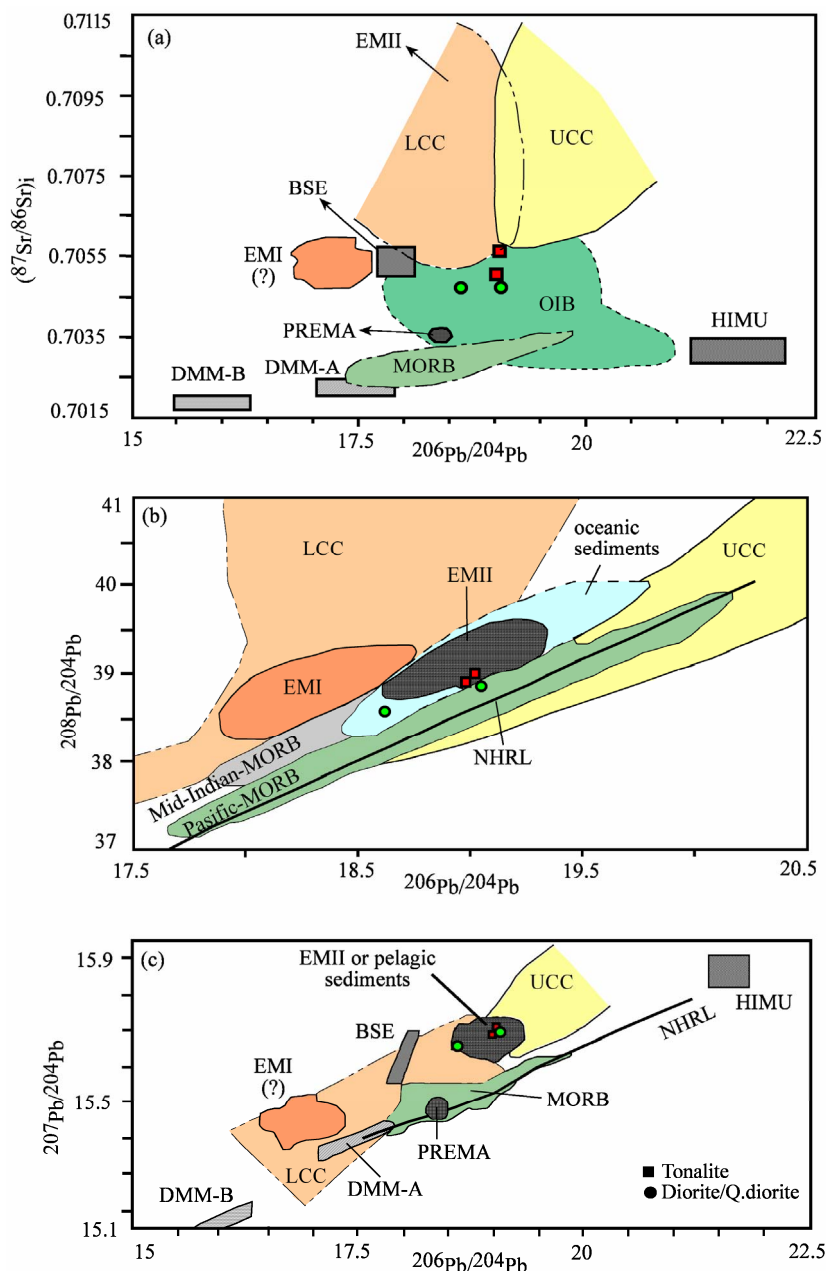 (a)
0.7115
0.7095
0.7075
0.7055
0.7035
0.7015
(87Sr/86Sr)i
EMII
LCC
UCC
BSE
EMI
(?)
OIB
PREMA
HIMU
DMM-B
DMM-A
MORB
15
17.5
20
22.5
206Pb/204Pb
(b)
41
40
39
38
37
208Pb/204Pb
LCC
oceanic
sediments
UCC
EMII
EMI
NHRL
Mid-Indian-MORB
Pasific-MORB
17.5
18.5
19.5
20.5
206Pb/204Pb
(c)
15.9
15.5
15.1
207Pb/204Pb
EMII or pelagic
sediments
UCC
HIMU
NHRL
BSE
EMI
(?)
MORB
PREMA
LCC
DMM-A
DMM-B
Tonalite
Diorite/Q.diorite
15
17.5
20
22.5
206Pb/204Pb